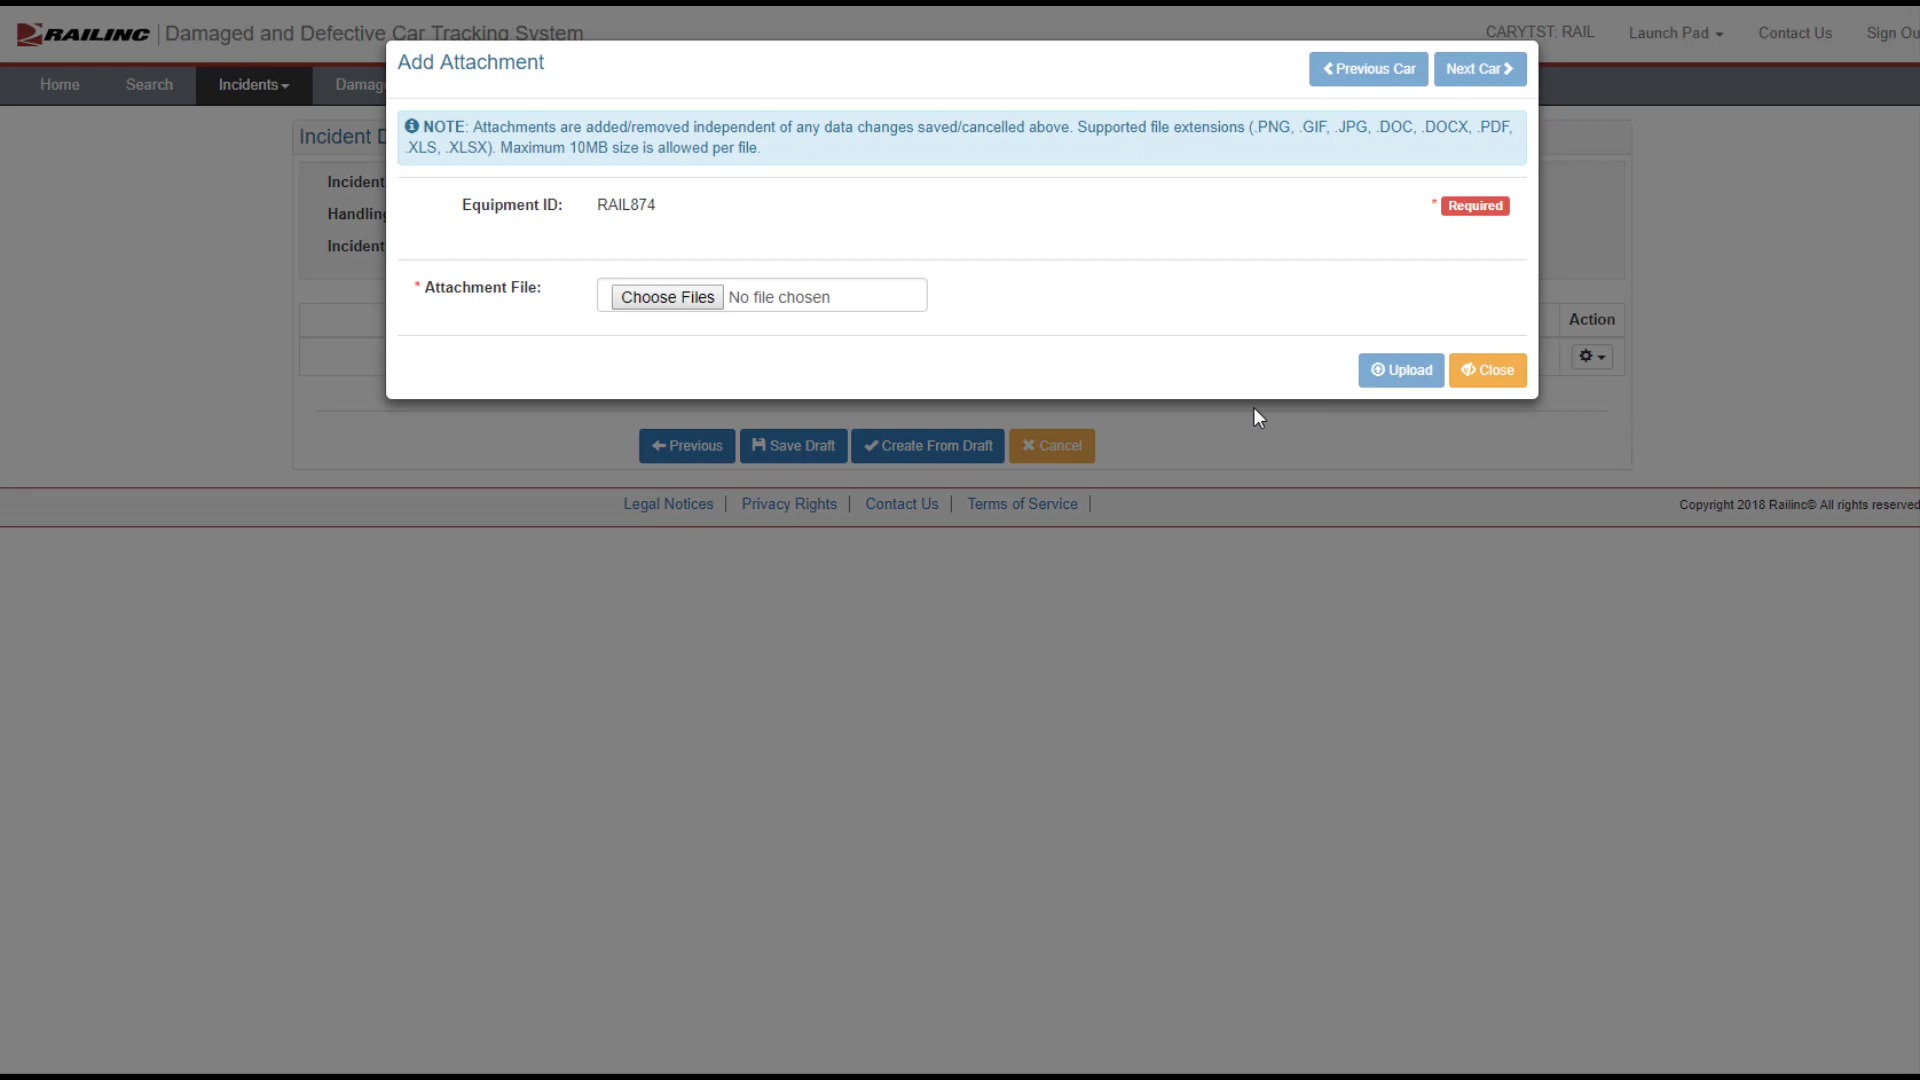 RAILINC Damaged and Defective Car Tracking System
CARYTST: RAIL Launch Pad Contact Us Sign Ou
Home Search Incidents Damag
Add Attachment
Previous Car Next Car
NOTE: Attachments are added/removed independent of any data changes saved/cancelled above. Supported file extensions (.PNG, .GIF, .JPG, .DOC, .DOCX, .PDF,
.XLS, .XLSX). Maximum 10MB size is allowed per file.
Incident D
Incident
Handling
Incident
Equipment ID: RAIL874
* Required
* Attachment File: Choose Files No file chosen
Action
Upload Close
Previous Save Draft Create From Draft Cancel
Legal Notices | Privacy Rights | Contact Us | Terms of Service |
Copyright 2018 Railinc© All rights reserved